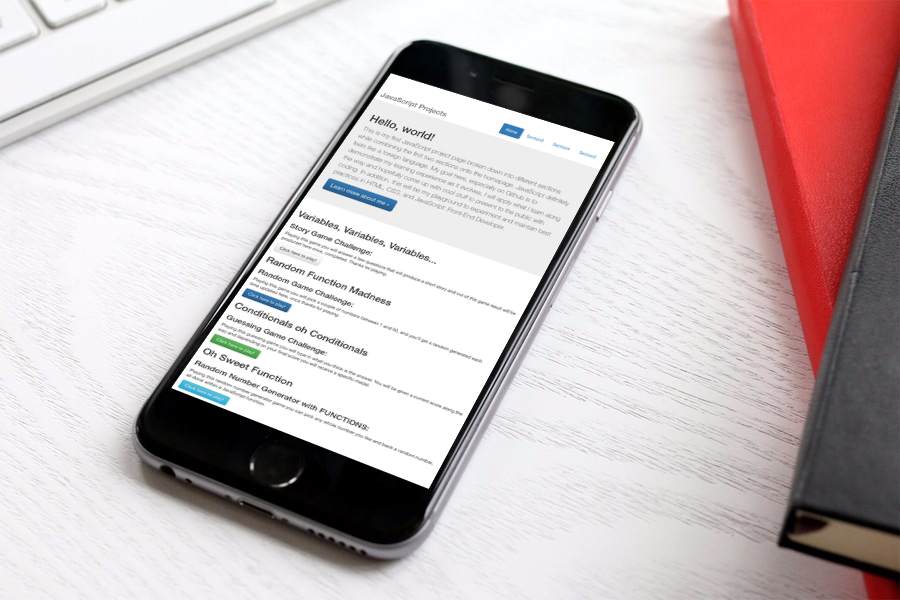 JavaScript Projects
Home
Section1
Section2
Section3
Hello, world!
This is my first JavaScript project page broken down into different sections
while combining the first two sections onto the homepage. JavaScript definitely
feels like a foreign language. My goal here, especially on Github is to
demonstrate my learning experience as it evolves. I will apply what I learn along
the way and hopefully come up with cool stuff to present to the public with
coding. In addition, this will be my playground to experiment and maintain best
practices in HTML, CSS, and JavaScript. Front-End Developer.
Learn more about me »
Variables, Variables, Variables...
Story Game Challenge:
Playing this game you will answer a few questions that will produce a short story and out of this game result will be
produced here once, completed. Thanks for playing.
Click here to play!
Random Function Madness
Random Game Challenge:
Playing this game you will pick a couple of numbers between 1 and 50, and you'll get a random generated each
time updated here, once thanks for playing.
Click here to play!
Conditionals oh Conditionals
Guessing Game Challenge:
Playing this guessing game you will type in what you think is the answer. You will be given a current score along the
way and depending on your final score you will receive a specific medal.
Click here to play!
Oh Sweet Function
Random Number Generator with FUNCTIONS:
Playing this random number generator game you can pick any whole number you like and back a random number,
all done within a JavaScript function.
Click here to play!